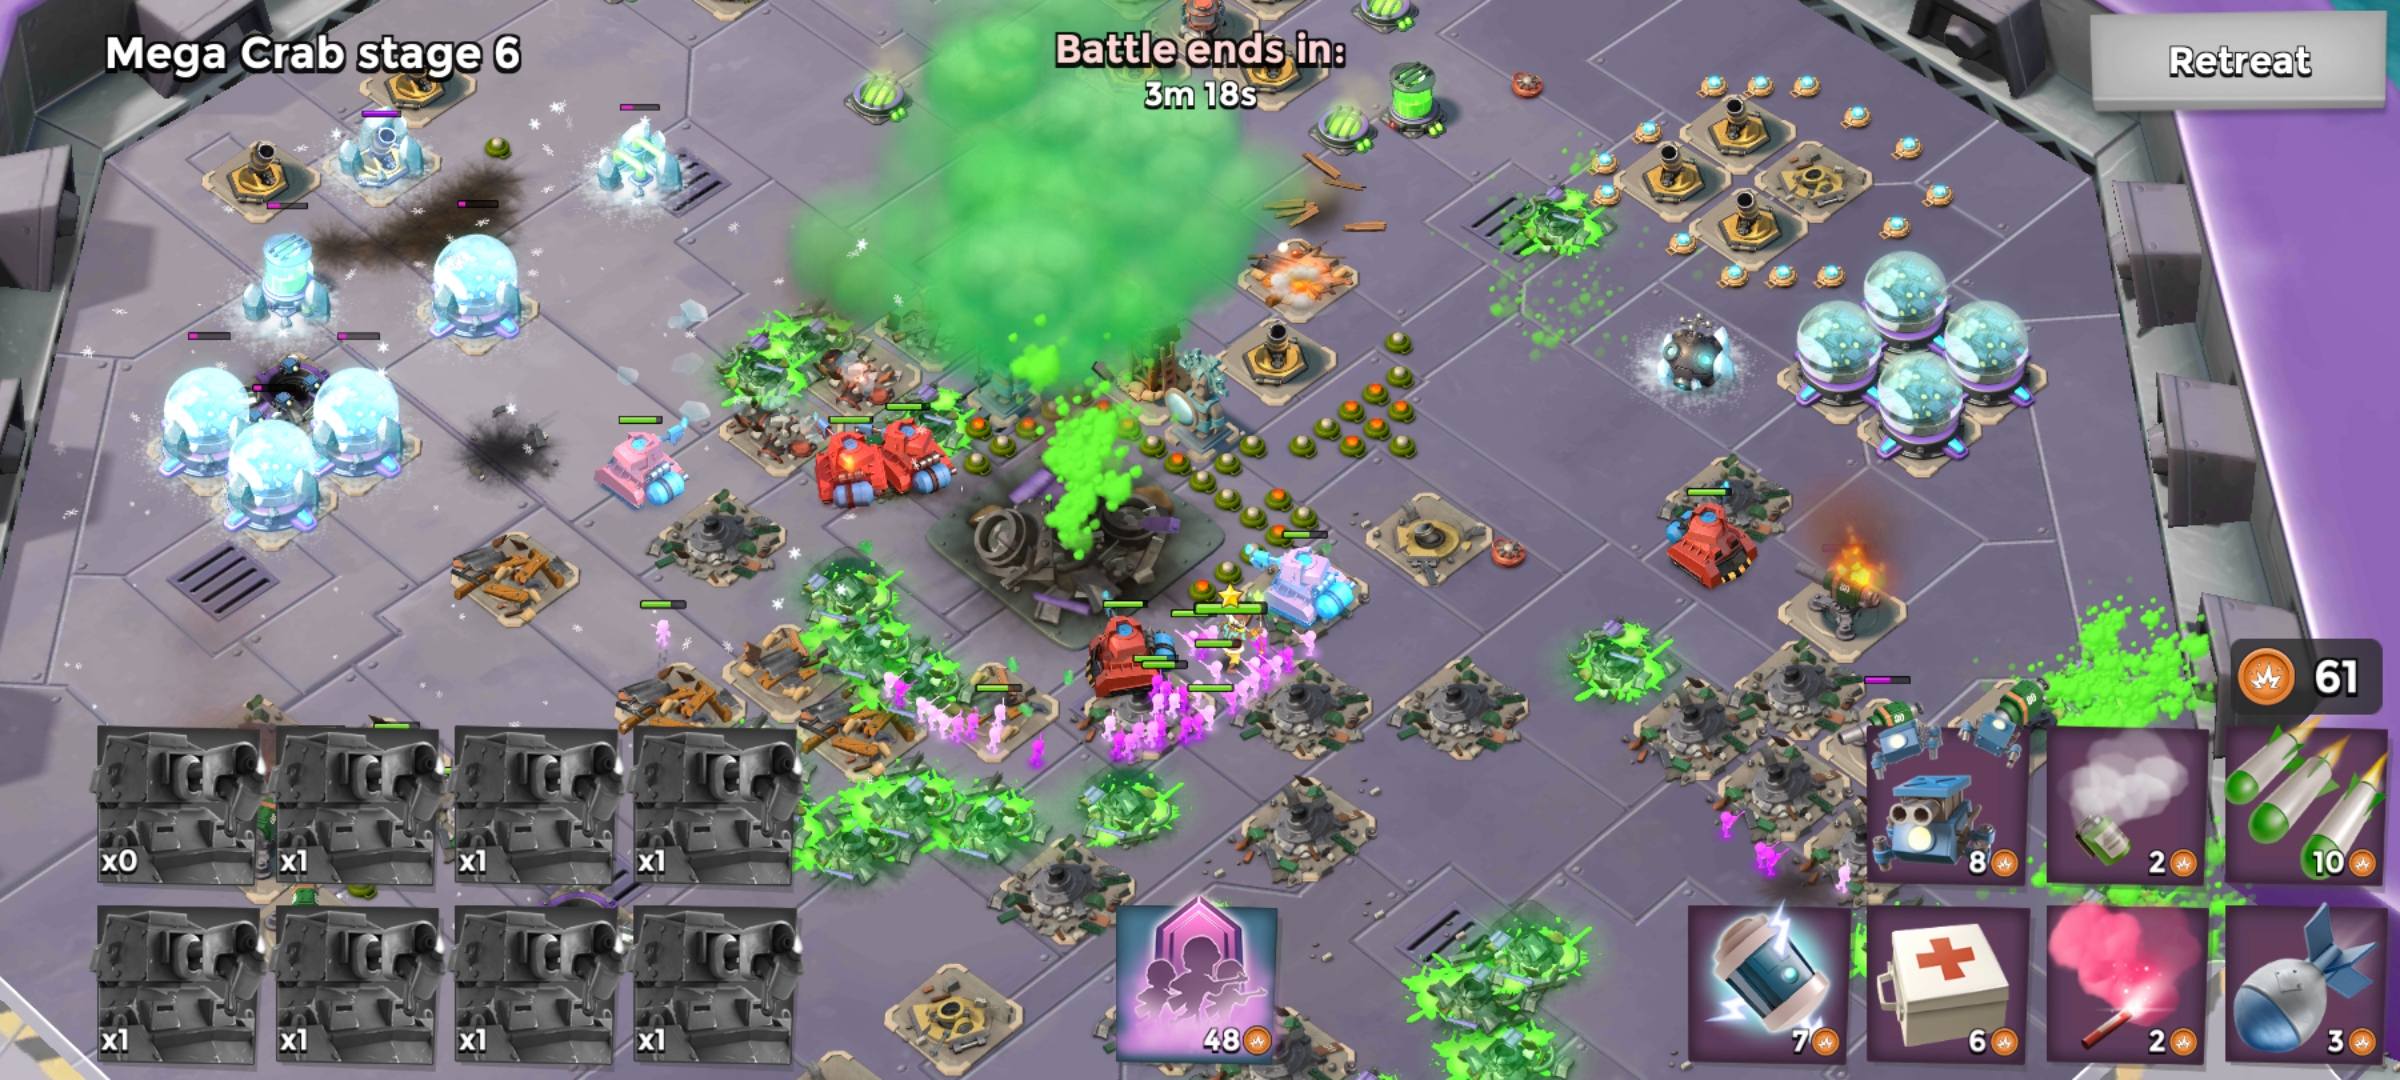 Mega Crab stage 6
Battle ends in:
3m 18s
Retreat
61
x0
x1
x1
x1
8
2
10
x1
x1
x1
x1
48
7
6
2
3